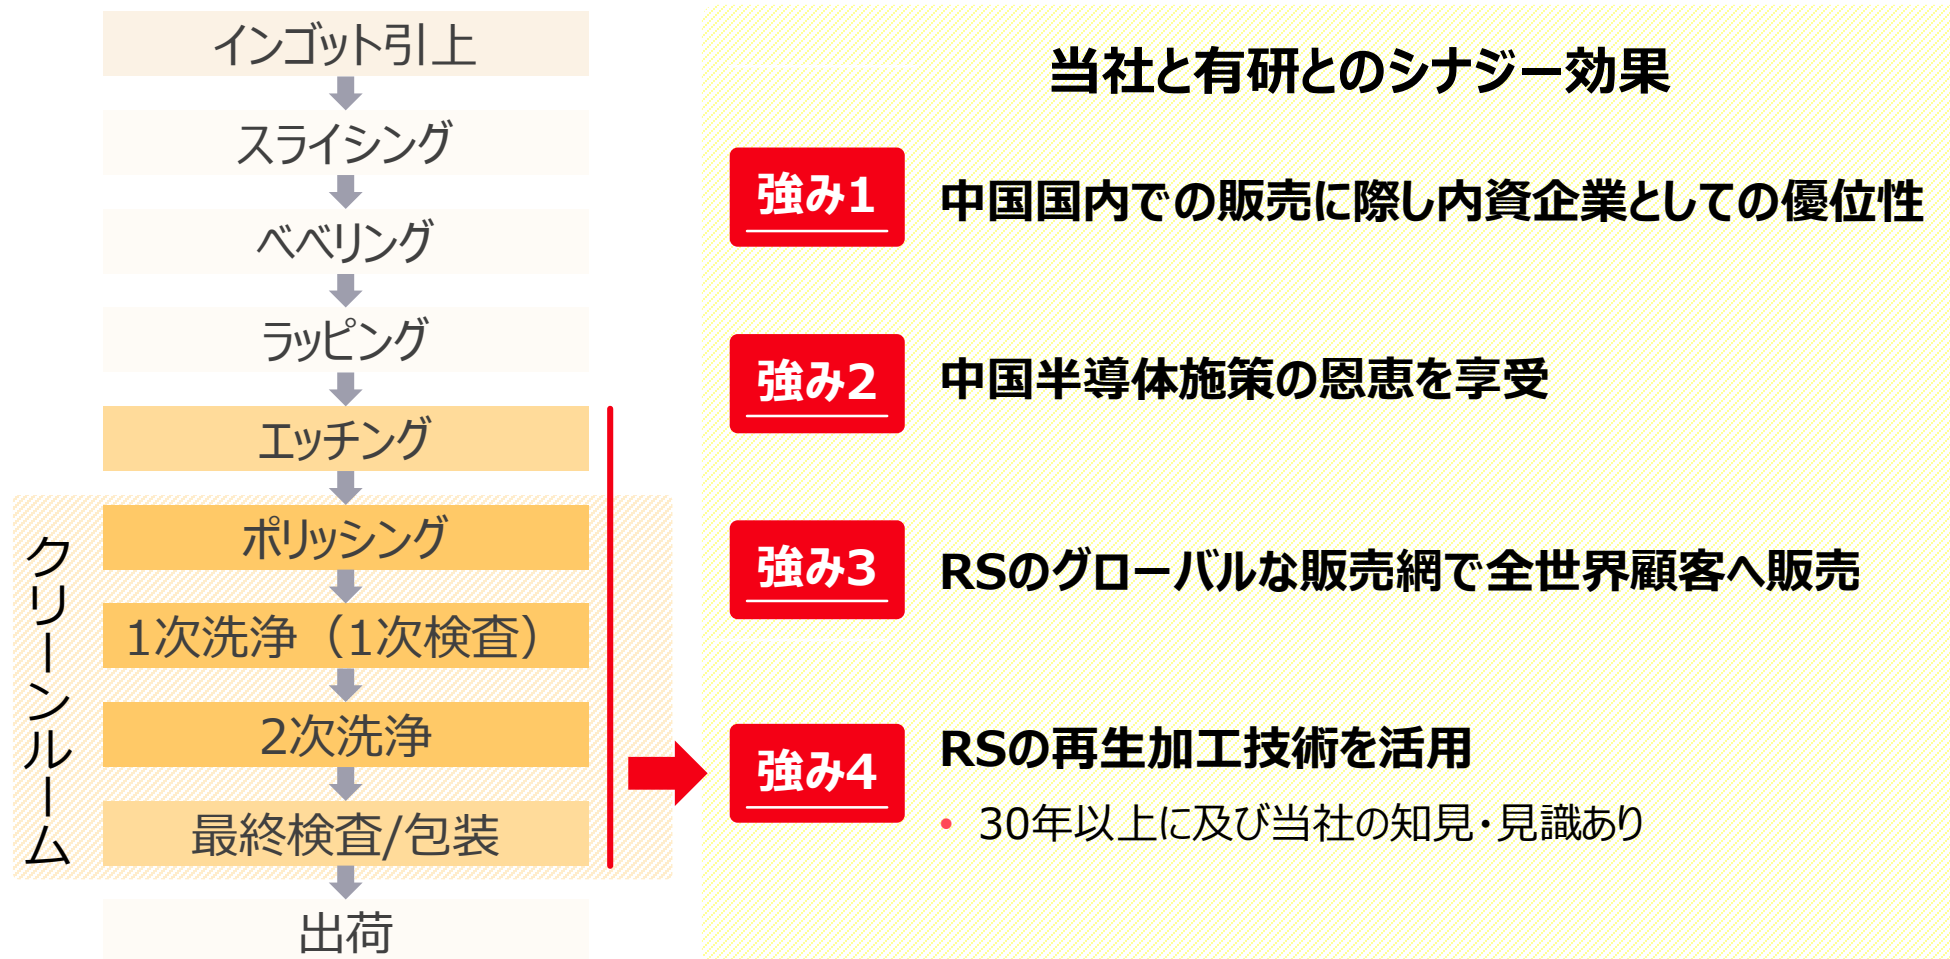 インゴット引上
スライシング
ベベリング
ラッピング
エッチング
ポリッシング
1次洗浄（1次検査）
2次洗浄
最終検査/包装
出荷
クリーンルーム
当社と有研とのシナジー効果
強み1
中国国内での販売に際し内資企業としての優位性
強み2
中国半導体施策の恩恵を享受
強み3
RSのグローバルな販売網で全世界顧客へ販売
強み4
RSの再生加工技術を活用
• 30年以上に及び当社の知見・見識あり